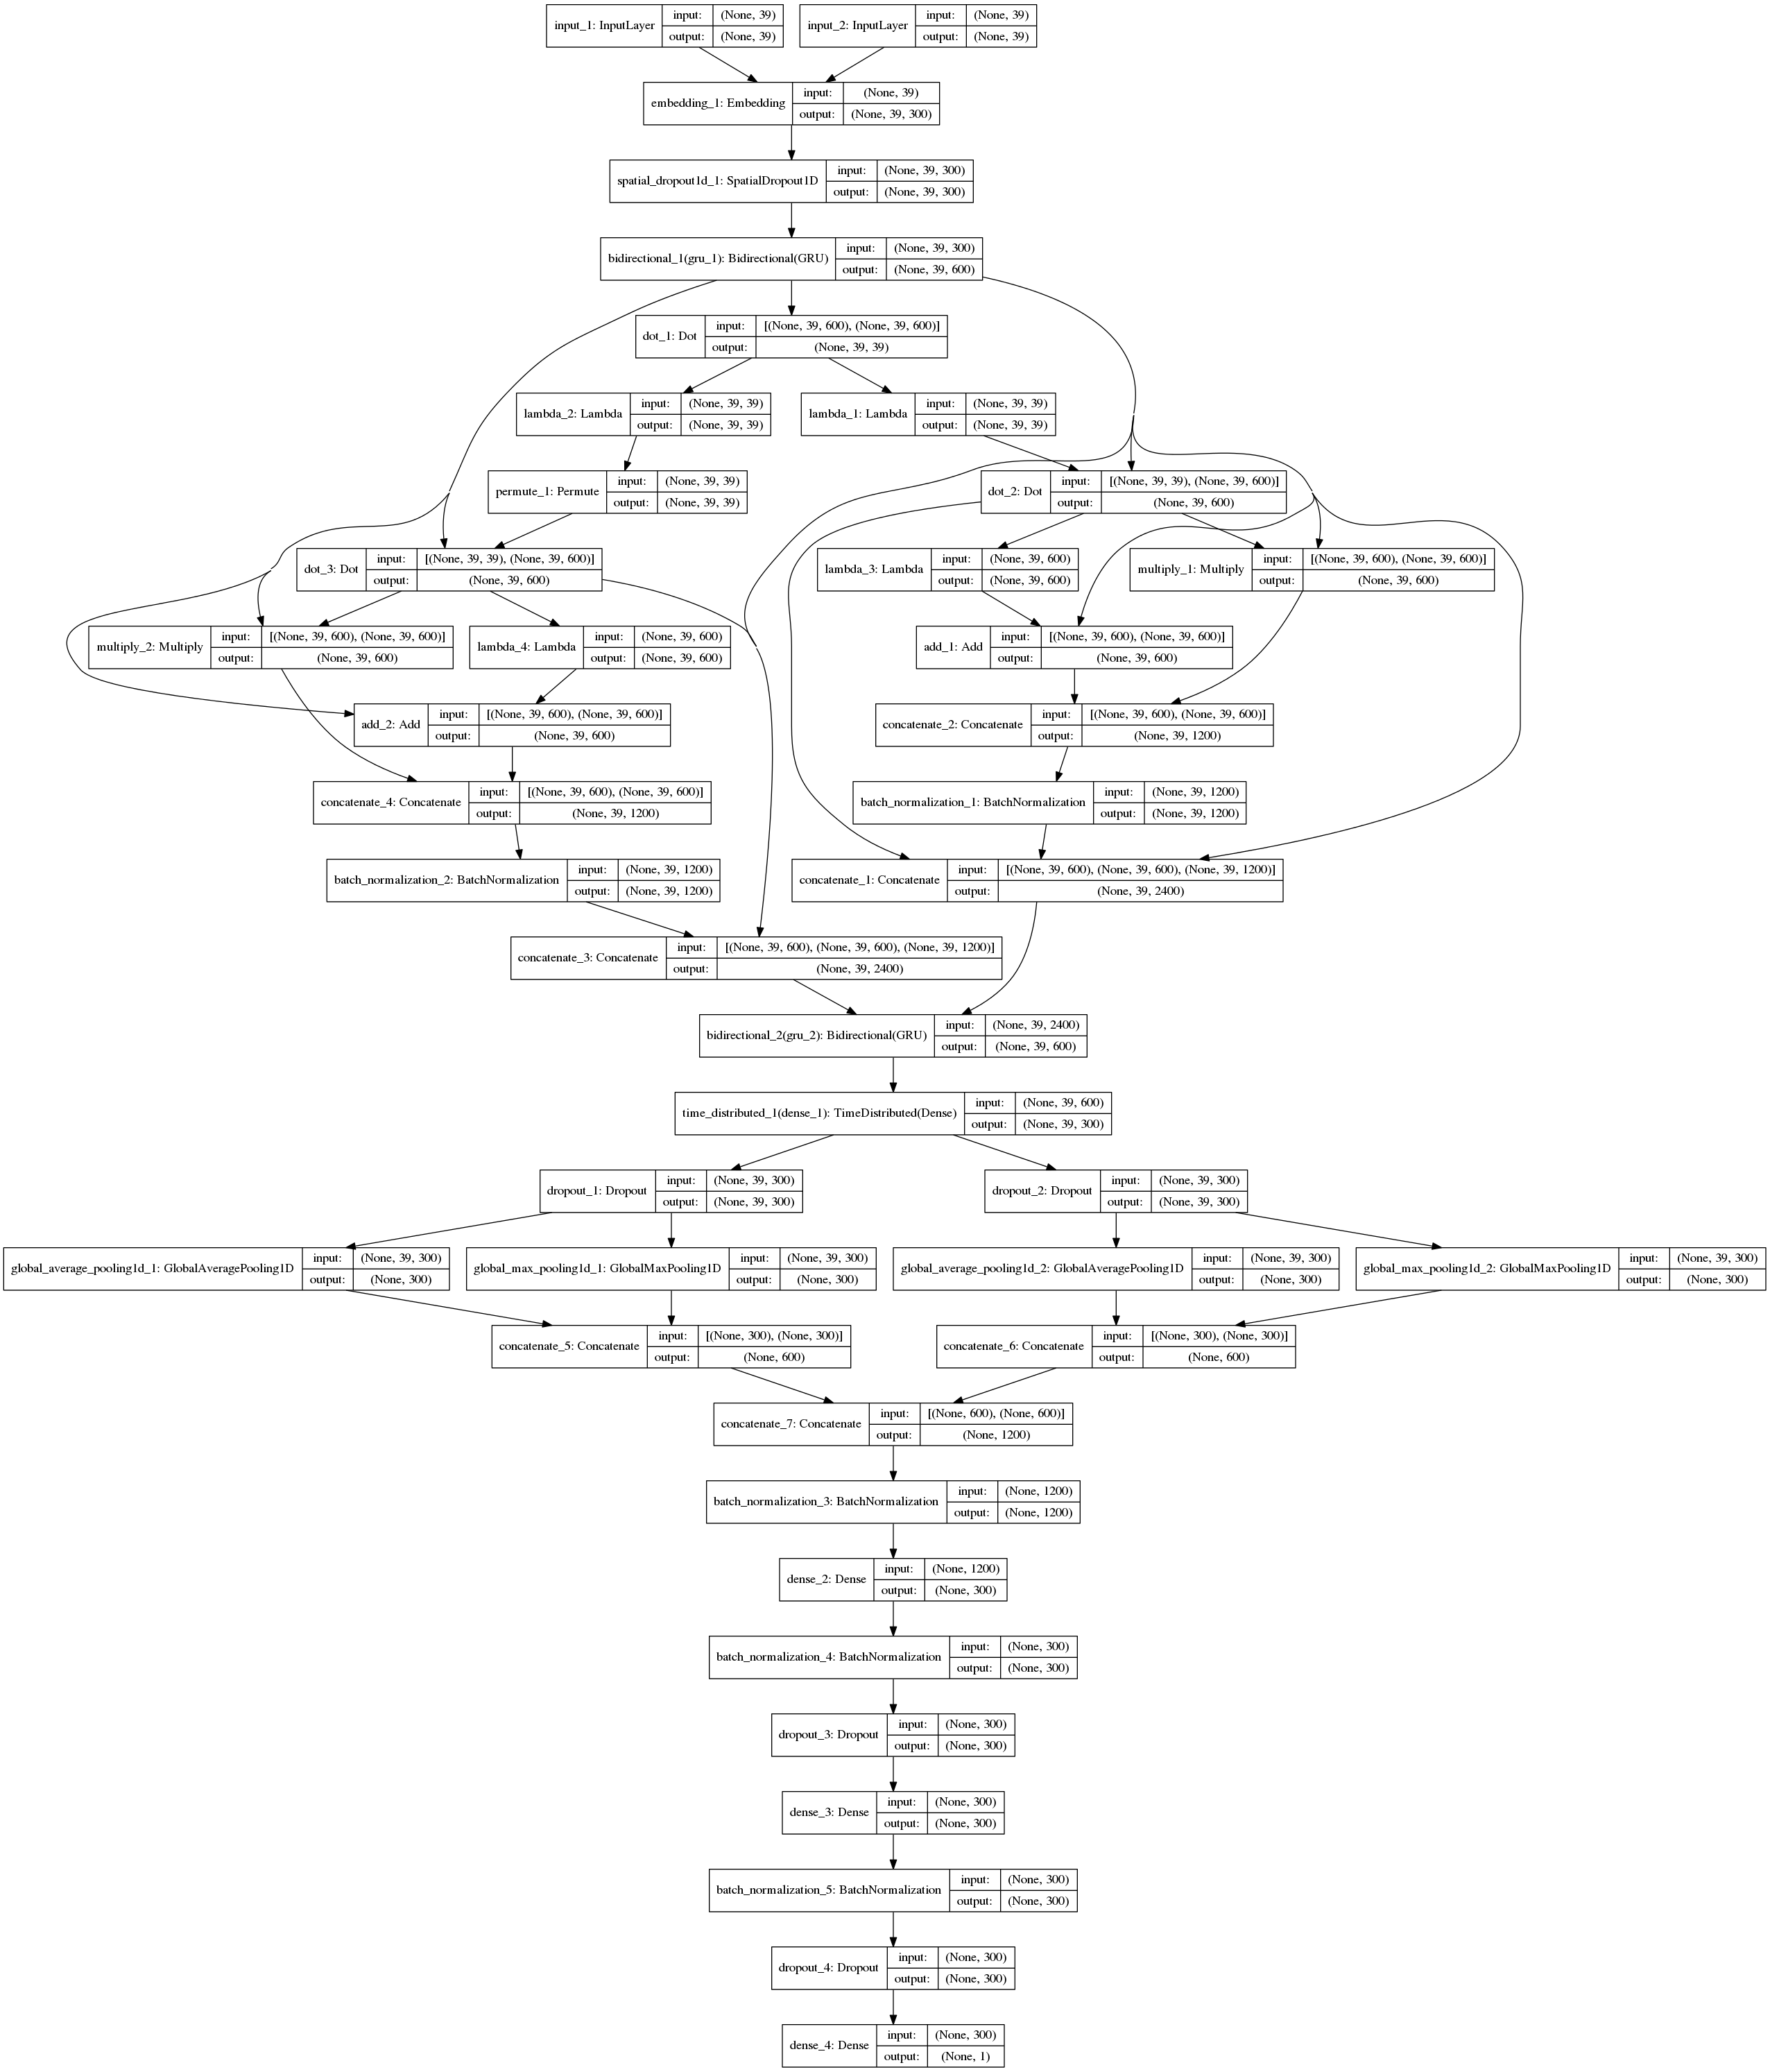 input_1: InputLayer
input: (None, 39)
output: (None, 39)
input_2: InputLayer
input: (None, 39)
output: (None, 39)
embedding_1: Embedding
input: (None, 39)
output: (None, 39, 300)
spatial_dropout1d_1: SpatialDropout1D
input: (None, 39, 300)
output: (None, 39, 300)
bidirectional_1(gru_1): Bidirectional(GRU)
input: (None, 39, 300)
output: (None, 39, 600)
dot_1: Dot
input: [(None, 39, 600), (None, 39, 600)]
output: (None, 39, 39)
lambda_2: Lambda
input: (None, 39, 39)
output: (None, 39, 39)
lambda_1: Lambda
input: (None, 39, 39)
output: (None, 39, 39)
permute_1: Permute
input: (None, 39, 39)
output: (None, 39, 39)
dot_2: Dot
input: [(None, 39, 39), (None, 39, 600)]
output: (None, 39, 600)
dot_3: Dot
input: [(None, 39, 39), (None, 39, 600)]
output: (None, 39, 600)
lambda_3: Lambda
input: (None, 39, 600)
output: (None, 39, 600)
multiply_1: Multiply
input: [(None, 39, 600), (None, 39, 600)]
output: (None, 39, 600)
multiply_2: Multiply
input: [(None, 39, 600), (None, 39, 600)]
output: (None, 39, 600)
lambda_4: Lambda
input: (None, 39, 600)
output: (None, 39, 600)
add_1: Add
input: [(None, 39, 600), (None, 39, 600)]
output: (None, 39, 600)
add_2: Add
input: [(None, 39, 600), (None, 39, 600)]
output: (None, 39, 600)
concatenate_2: Concatenate
input: [(None, 39, 600), (None, 39, 600)]
output: (None, 39, 1200)
concatenate_4: Concatenate
input: [(None, 39, 600), (None, 39, 600)]
output: (None, 39, 1200)
batch_normalization_1: BatchNormalization
input: (None, 39, 1200)
output: (None, 39, 1200)
batch_normalization_2: BatchNormalization
input: (None, 39, 1200)
output: (None, 39, 1200)
concatenate_1: Concatenate
input: [(None, 39, 600), (None, 39, 600), (None, 39, 1200)]
output: (None, 39, 2400)
concatenate_3: Concatenate
input: [(None, 39, 600), (None, 39, 600), (None, 39, 1200)]
output: (None, 39, 2400)
bidirectional_2(gru_2): Bidirectional(GRU)
input: (None, 39, 2400)
output: (None, 39, 600)
time_distributed_1(dense_1): TimeDistributed(Dense)
input: (None, 39, 600)
output: (None, 39, 300)
dropout_1: Dropout
input: (None, 39, 300)
output: (None, 39, 300)
dropout_2: Dropout
input: (None, 39, 300)
output: (None, 39, 300)
global_average_pooling1d_1: GlobalAveragePooling1D
input: (None, 39, 300)
output: (None, 300)
global_max_pooling1d_1: GlobalMaxPooling1D
input: (None, 39, 300)
output: (None, 300)
global_average_pooling1d_2: GlobalAveragePooling1D
input: (None, 39, 300)
output: (None, 300)
global_max_pooling1d_2: GlobalMaxPooling1D
input: (None, 39, 300)
output: (None, 300)
concatenate_5: Concatenate
input: [(None, 300), (None, 300)]
output: (None, 600)
concatenate_6: Concatenate
input: [(None, 300), (None, 300)]
output: (None, 600)
concatenate_7: Concatenate
input: [(None, 600), (None, 600)]
output: (None, 1200)
batch_normalization_3: BatchNormalization
input: (None, 1200)
output: (None, 1200)
dense_2: Dense
input: (None, 1200)
output: (None, 300)
batch_normalization_4: BatchNormalization
input: (None, 300)
output: (None, 300)
dropout_3: Dropout
input: (None, 300)
output: (None, 300)
dense_3: Dense
input: (None, 300)
output: (None, 300)
batch_normalization_5: BatchNormalization
input: (None, 300)
output: (None, 300)
dropout_4: Dropout
input: (None, 300)
output: (None, 300)
dense_4: Dense
input: (None, 300)
output: (None, 1)